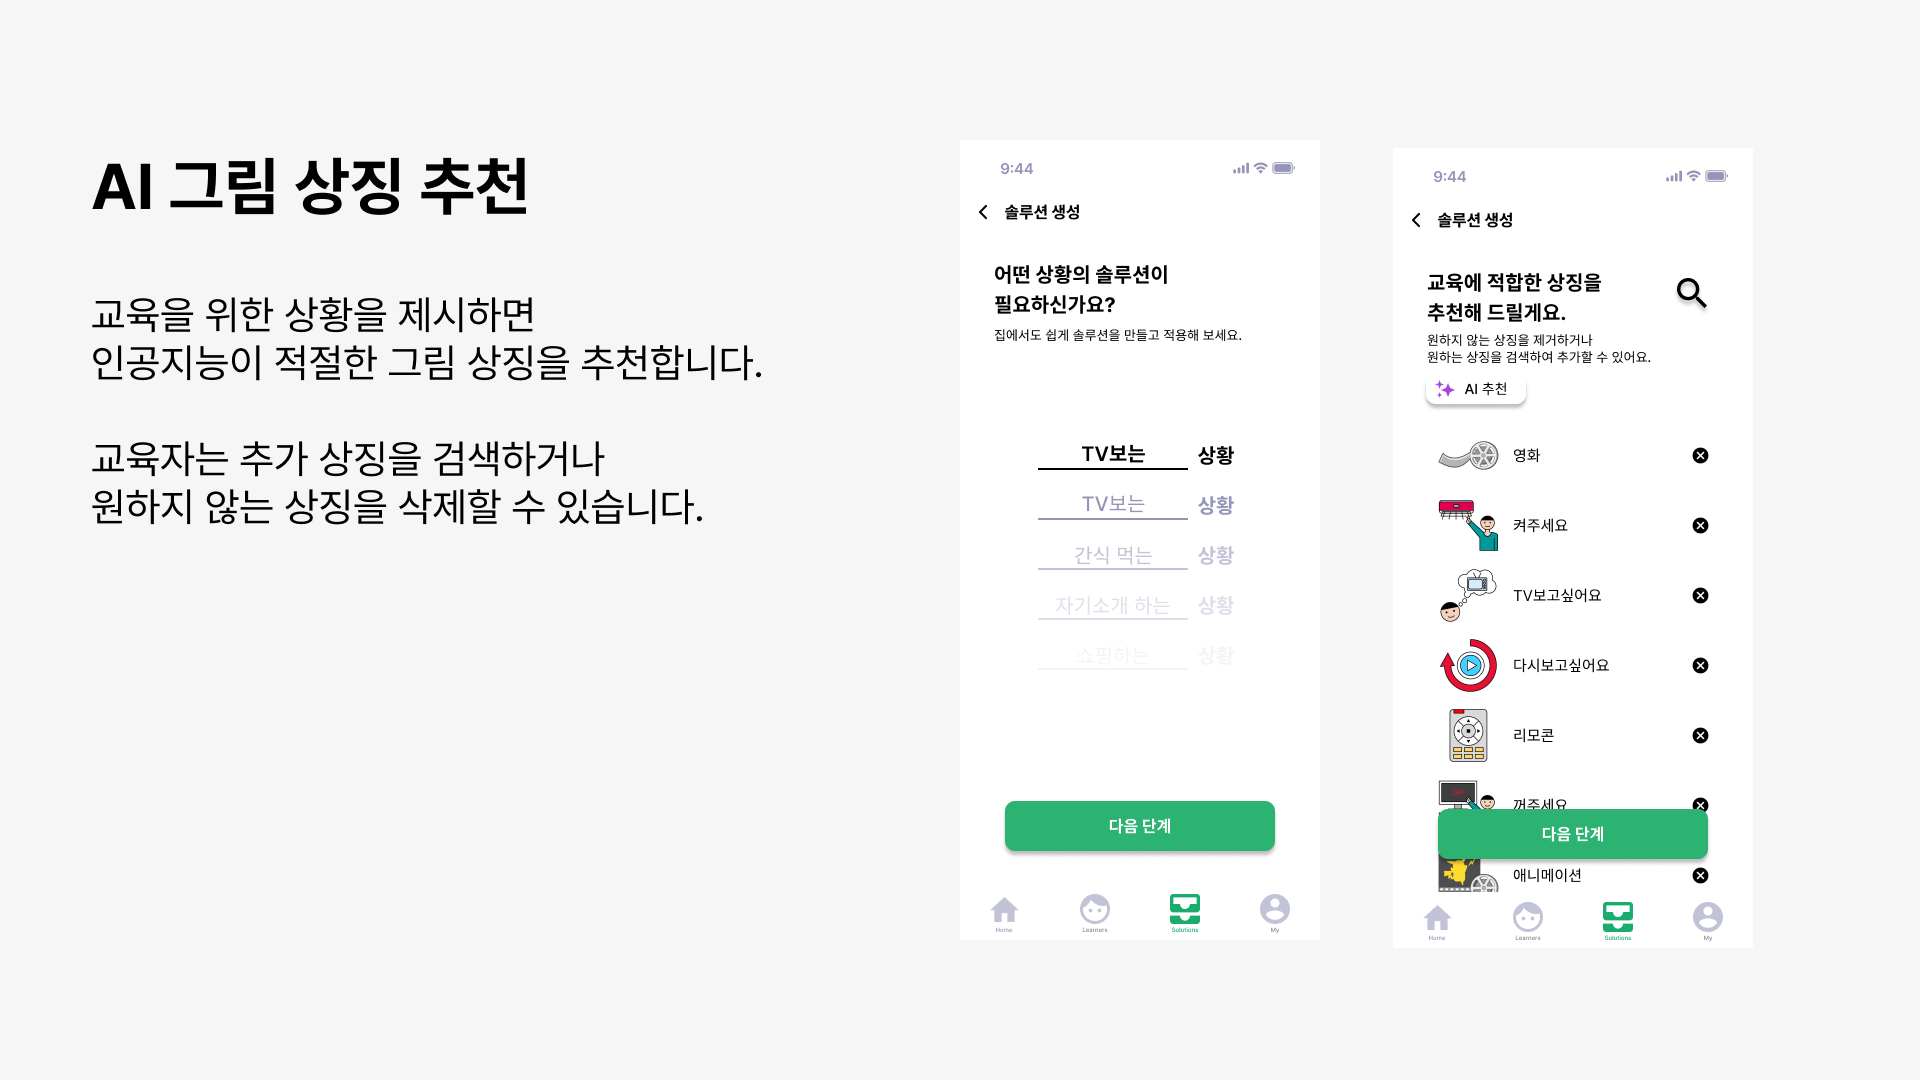 AI 그림 상징 추천
교육을 위한 상황을 제시하면
인공지능이 적절한 그림 상징을 추천합니다.
교육자는 추가 상징을 검색하거나
원하지 않는 상징을 삭제할 수 있습니다.
9:44
솔루션 생성
어떤 상황의 솔루션이
필요하신가요?
집에서도 쉽게 솔루션을 만들고 적용해 보세요.
TV보는 상황
TV보는 상황
간식 먹는 상황
자기소개 하는 상황
쇼핑하는 상황
다음 단계
Home Learners Solutions My
9:44
솔루션 생성
교육에 적합한 상징을
추천해 드릴게요.
원하지 않는 상징을 제거하거나
원하는 상징을 검색하여 추가할 수 있어요.
AI 추천
영화
켜주세요
TV보고싶어요
다시보고싶어요
리모콘
OFF
꺼주세요
다음 단계
애니메이션
Home Learners Solutions My